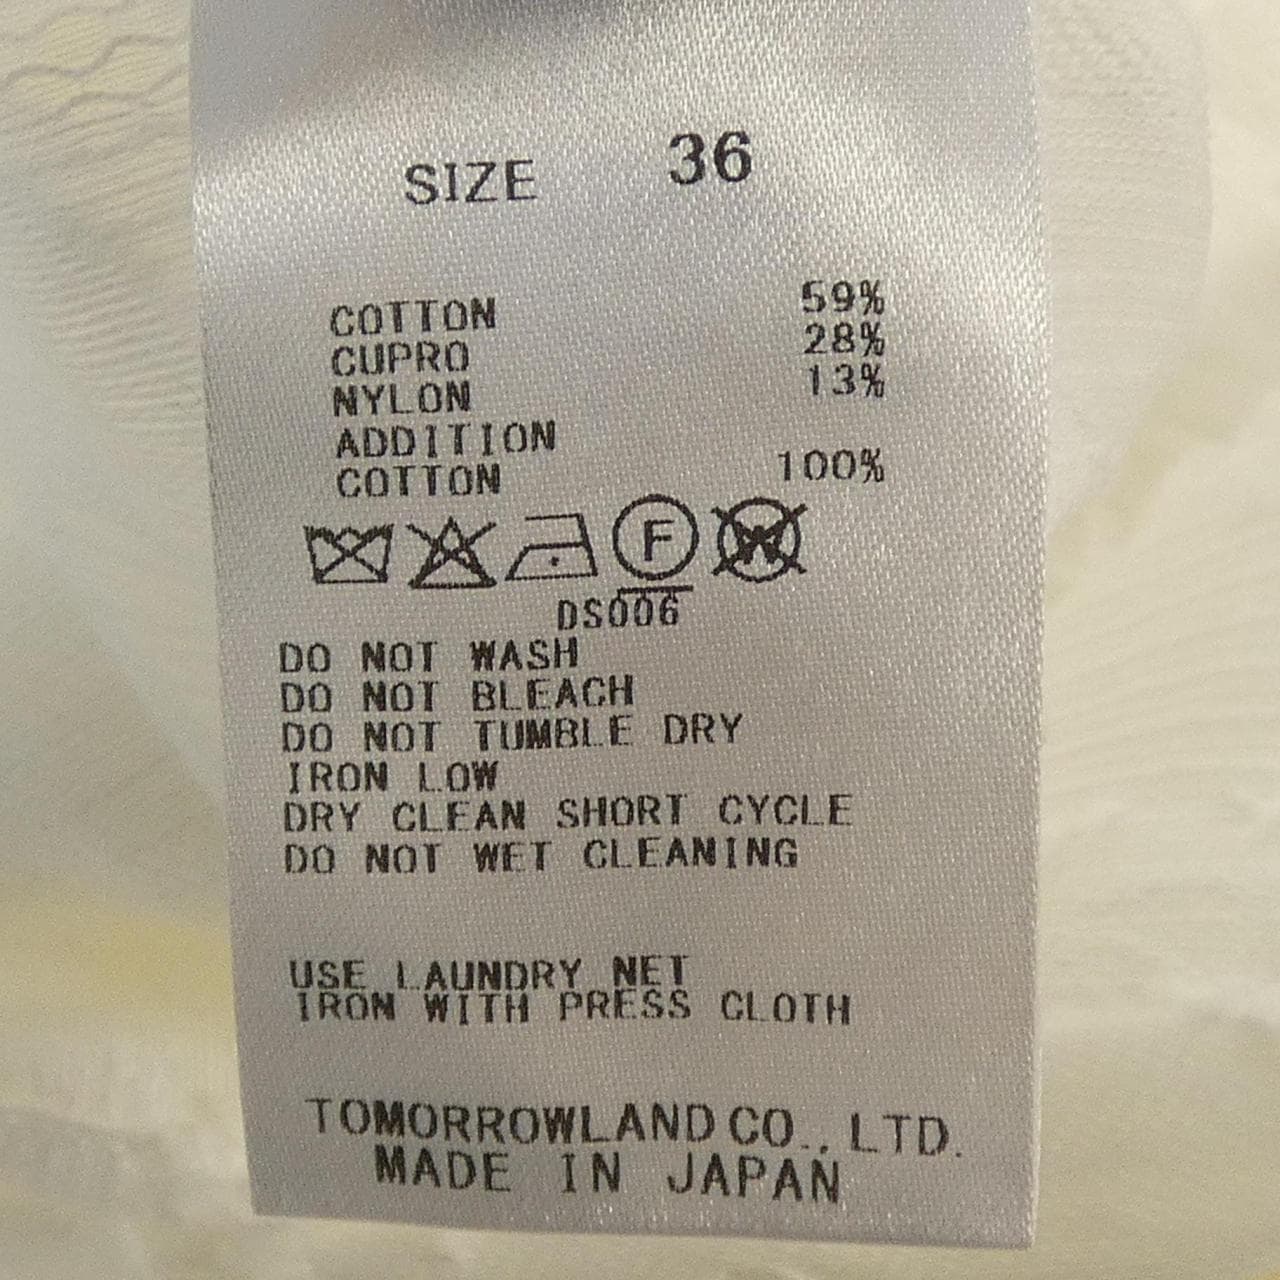 SIZE 36
COTTON 59%
CUPRO 28%
NYLON 13%
ADDITION
COTTON 100%
F W
DS006
DO NOT WASH
DO NOT BLEACH
DO NOT TUMBLE DRY
IRON LOW
DRY CLEAN SHORT CYCLE
DO NOT WET CLEANING
USE LAUNDRY NET
IRON WITH PRESS CLOTH
TOMORROWLAND CO., LTD.
MADE IN JAPAN